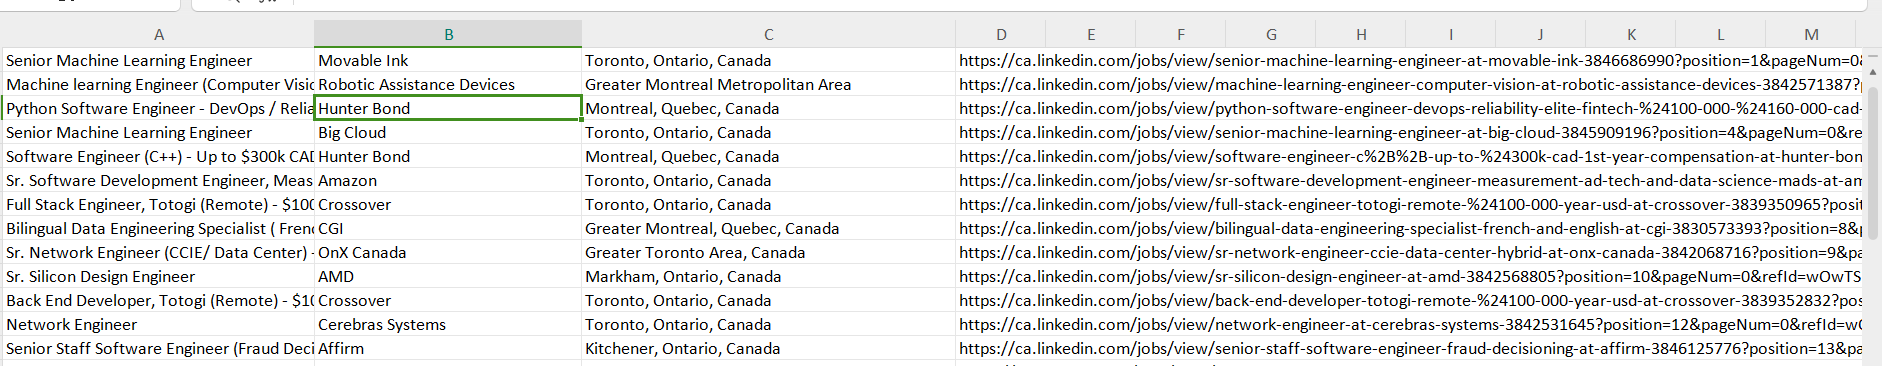 A B C D E F G H I J K L M
Senior Machine Learning Engineer Movable Ink Toronto, Ontario, Canada https://ca.linkedin.com/jobs/view/senior-machine-learning-engineer-at-movable-ink-3846686990?position=1&pageNum=0&
Machine learning Engineer (Computer Visi Robotic Assistance Devices Greater Montreal Metropolitan Area https://ca.linkedin.com/jobs/view/machine-learning-engineer-computer-vision-at-robotic-assistance-devices-3842571387?
Python Software Engineer - DevOps / Relia Hunter Bond Montreal, Quebec, Canada https://ca.linkedin.com/jobs/view/python-software-engineer-devops-reliability-elite-fintech-%24100-000-%24160-000-cad-
Senior Machine Learning Engineer Big Cloud Toronto, Ontario, Canada https://ca.linkedin.com/jobs/view/senior-machine-learning-engineer-at-big-cloud-3845909196?position=4&pageNum=0&re
Software Engineer (C++) - Up to $300k CAD Hunter Bond Montreal, Quebec, Canada https://ca.linkedin.com/jobs/view/software-engineer-c%2B%2B-up-to-%24300k-cad-1st-year-compensation-at-hunter-bon
Sr. Software Development Engineer, Meas Amazon Toronto, Ontario, Canada https://ca.linkedin.com/jobs/view/sr-software-development-engineer-measurement-ad-tech-and-data-science-mads-at-am
Full Stack Engineer, Totogi (Remote) - $100 Crossover Toronto, Ontario, Canada https://ca.linkedin.com/jobs/view/full-stack-engineer-totogi-remote-%24100-000-year-usd-at-crossover-3839350965?posit
Bilingual Data Engineering Specialist ( Fren CGI Greater Montreal, Quebec, Canada https://ca.linkedin.com/jobs/view/bilingual-data-engineering-specialist-french-and-english-at-cgi-3830573393?position=8&
Sr. Network Engineer (CCIE/ Data Center) - OnX Canada Greater Toronto Area, Canada https://ca.linkedin.com/jobs/view/sr-network-engineer-ccie-data-center-hybrid-at-onx-canada-3842068716?position=9&pa
Sr. Silicon Design Engineer AMD Markham, Ontario, Canada https://ca.linkedin.com/jobs/view/sr-silicon-design-engineer-at-amd-3842568805?position=10&pageNum=0&refId=wOwTS
Back End Developer, Totogi (Remote) - $10 Crossover Toronto, Ontario, Canada https://ca.linkedin.com/jobs/view/back-end-developer-totogi-remote-%24100-000-year-usd-at-crossover-3839352832?pos
Network Engineer Cerebras Systems Toronto, Ontario, Canada https://ca.linkedin.com/jobs/view/network-engineer-at-cerebras-systems-3842531645?position=12&pageNum=0&refId=w
Senior Staff Software Engineer (Fraud Deci Affirm Kitchener, Ontario, Canada https://ca.linkedin.com/jobs/view/senior-staff-software-engineer-fraud-decisioning-at-affirm-3846125776?position=13&pa